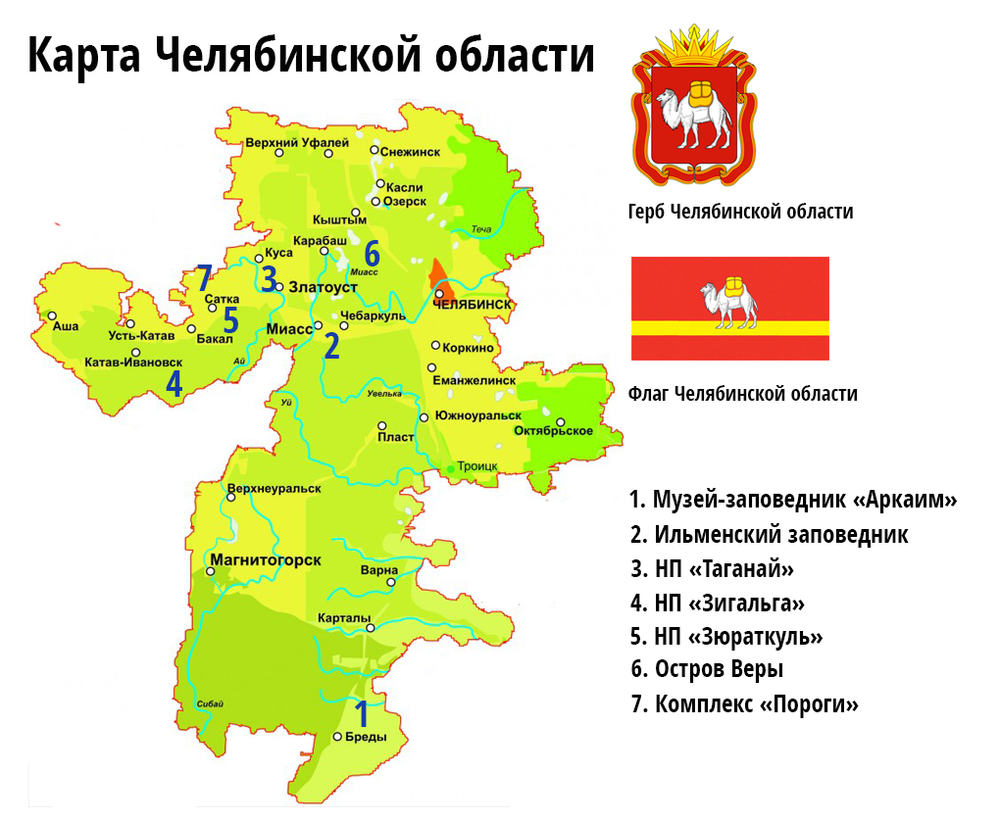 Карта Челябинской области
Верхний Уфалей
Снежинск
Касли
Озерск
Кыштым
Теча
Карабаш
6
Куса
Миасс
7
3
Златоуст
Сатка
ЧЕЛЯБИНСК
5
Чебаркуль
Аша
Усть-Катав
Бакал
Миасс
2
Коркино
Катав-Ивановск
Ай
4
Еманжелинск
Уй
Увелька
Южноуральск
Пласт
Октябрьское
Троицк
Верхнеуральск
Магнитогорск
Варна
Карталы
Сибай
1
Бреды
Герб Челябинской области
Флаг Челябинской области
1. Музей-заповедник «Аркаим»
2. Ильменский заповедник
3. НП «Таганай»
4. НП «Зигальга»
5. НП «Зюраткуль»
6. Остров Веры
7. Комплекс «Пороги»